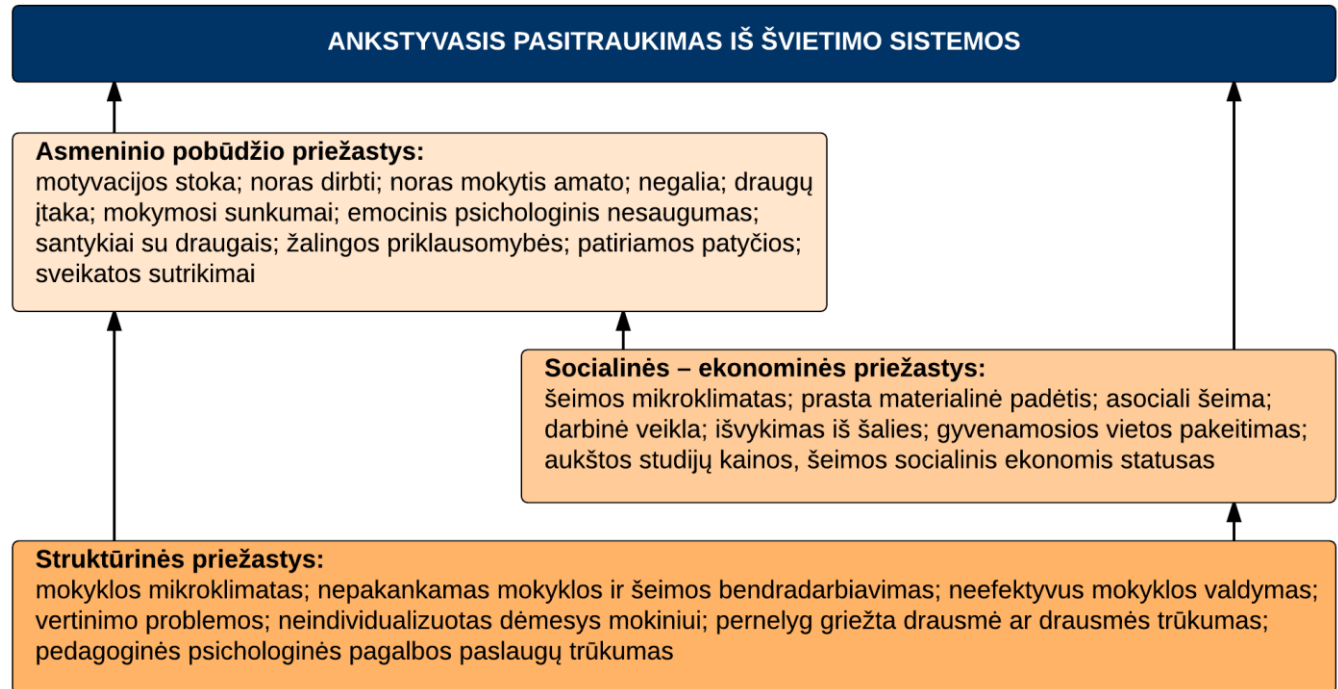 ANKSTYVASIS PASITRAUKIMAS IŠ ŠVIETIMO SISTEMOS
Asmeninio pobūdžio priežastys:
motyvacijos stoka; noras dirbti; noras mokytis amato; negalia; draugų
įtaka; mokymosi sunkumai; emocinis psichologinis nesaugumas;
santykiai su draugais; žalingos priklausomybės; patiriamos patyčios;
sveikatos sutrikimai
Socialinės – ekonominės priežastys:
šeimos mikroklimatas; prasta materialinė padėtis; asociali šeima;
darbinė veikla; išvykimas iš šalies; gyvenamosios vietos pakeitimas;
aukštos studijų kainos, šeimos socialinis ekonomis statusas
Struktūrinės priežastys:
mokyklos mikroklimatas; nepakankamas mokyklos ir šeimos bendradarbiavimas; neefektyvus mokyklos valdymas;
vertinimo problemos; neindividualizuotas dėmesys mokiniui; pernelyg griežta drausmė ar drausmės trūkumas;
pedagoginės psichologinės pagalbos paslaugų trūkumas